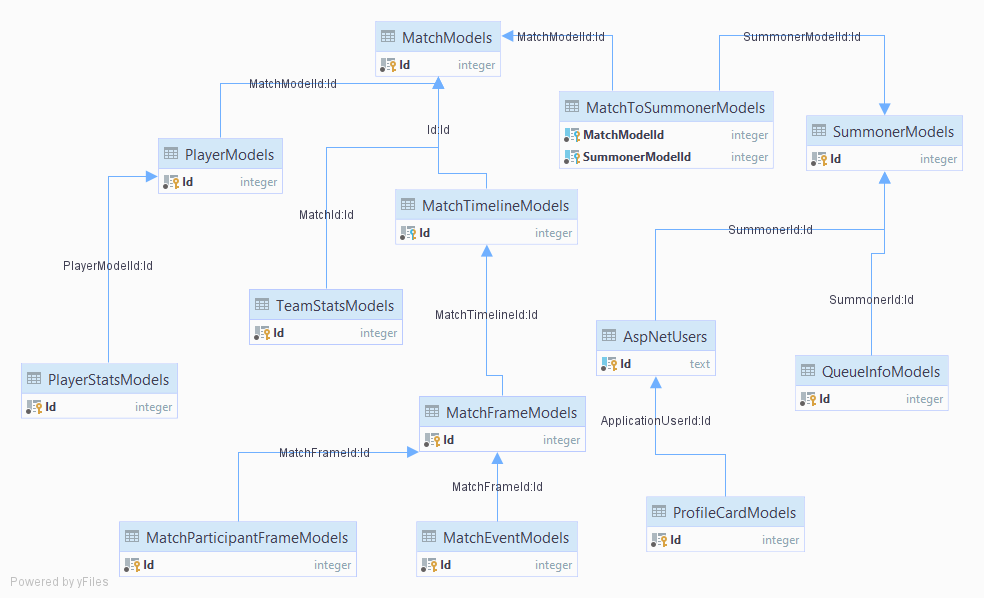 MatchModels
Id integer
MatchModelId:Id
SummonerModelId:Id
MatchModelId:Id
MatchToSummonerModels
MatchModelId integer
SummonerModelId integer
SummonerModels
Id integer
Id:Id
PlayerModels
Id integer
MatchTimelineModels
Id integer
MatchId:Id
SummonerId:Id
PlayerModelId:Id
TeamStatsModels
Id integer
MatchTimelineId:Id
SummonerId:Id
AspNetUsers
Id text
PlayerStatsModels
Id integer
QueueInfoModels
Id integer
MatchFrameModels
Id integer
ApplicationUserId:Id
MatchFrameId:Id
MatchFrameId:Id
ProfileCardModels
Id integer
MatchParticipantFrameModels
Id integer
MatchEventModels
Id integer
Powered by yFiles